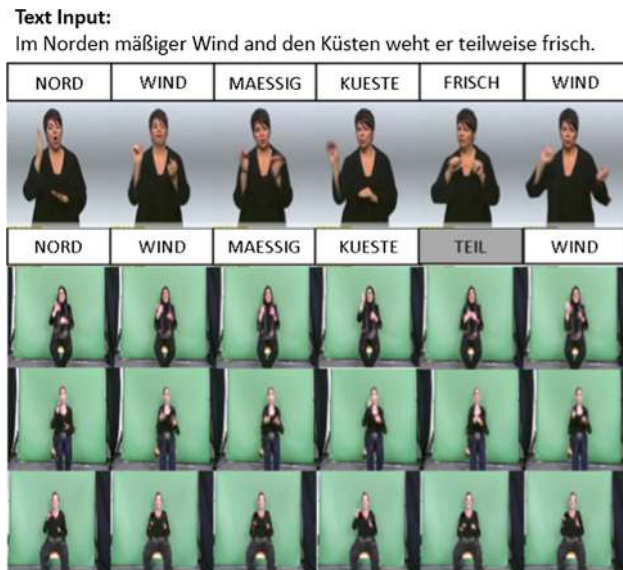 Text Input:
Im Norden mäßiger Wind and den Küsten weht er teilweise frisch.
NORD WIND MAESSIG KUESTE FRISCH WIND
NORD WIND MAESSIG KUESTE TEIL WIND